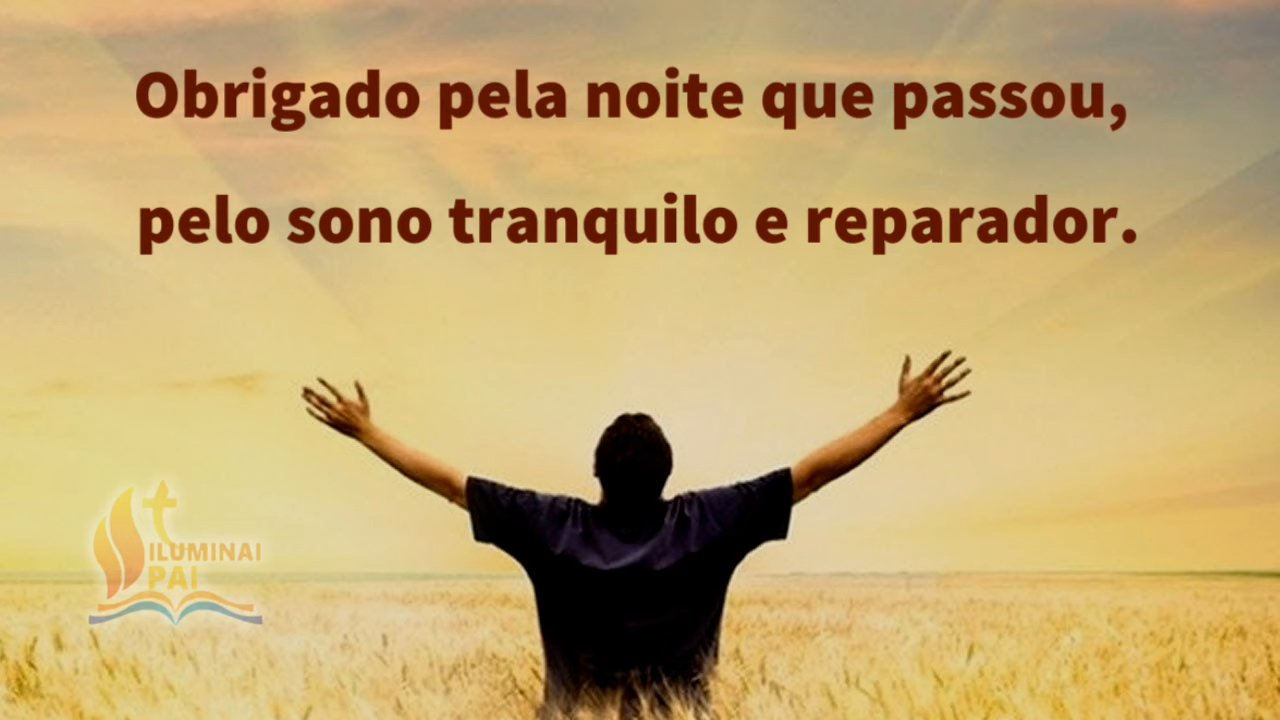 Obrigado pela noite que passou,
pelo sono tranquilo e reparador.
ILUMINAI
PAI